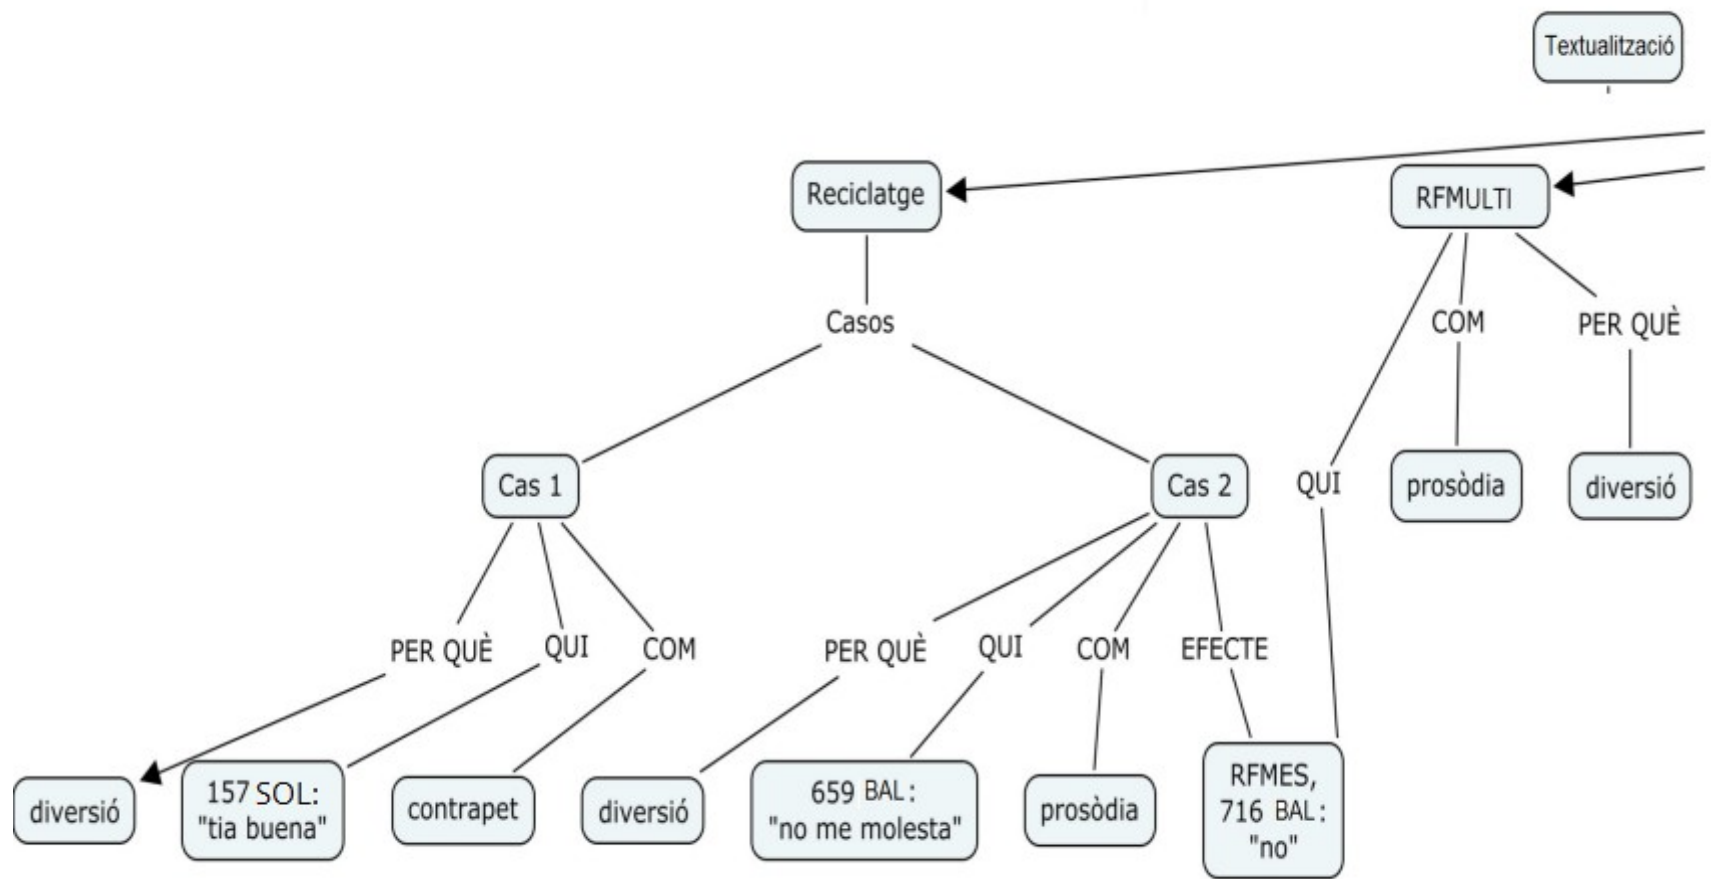 Textualització
Reciclatge
RFMULTI
Casos
COM
PER QUÈ
Cas 1
Cas 2
QUI
prosòdia
diversió
PER QUÈ
QUI
COM
PER QUÈ
QUI
COM
EFECTE
diversió
157 SOL:
"tia buena"
contrapet
diversió
659 BAL:
"no me molesta"
prosòdia
RFMES,
716 BAL:
"no"